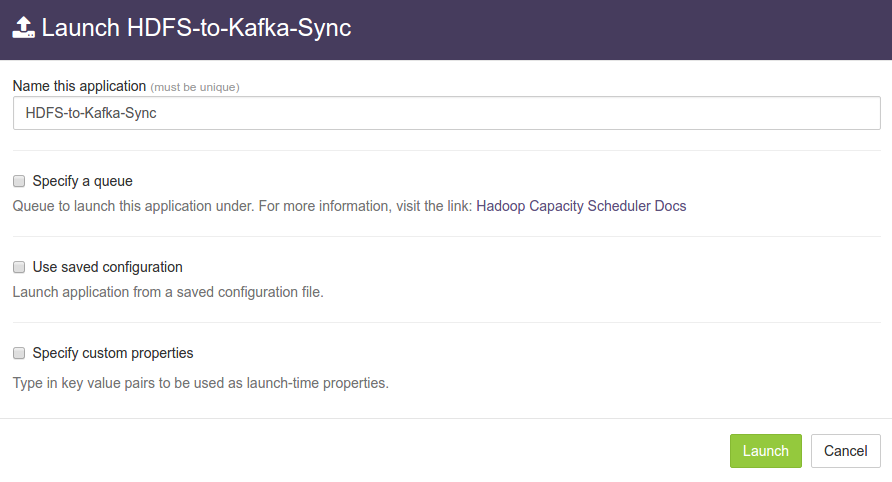 Launch HDFS-to-Kafka-Sync
Name this application (must be unique)
HDFS-to-Kafka-Sync
Specify a queue
Queue to launch this application under. For more information, visit the link: Hadoop Capacity Scheduler Docs
Use saved configuration
Launch application from a saved configuration file.
Specify custom properties
Type in key value pairs to be used as launch-time properties.
Launch Cancel